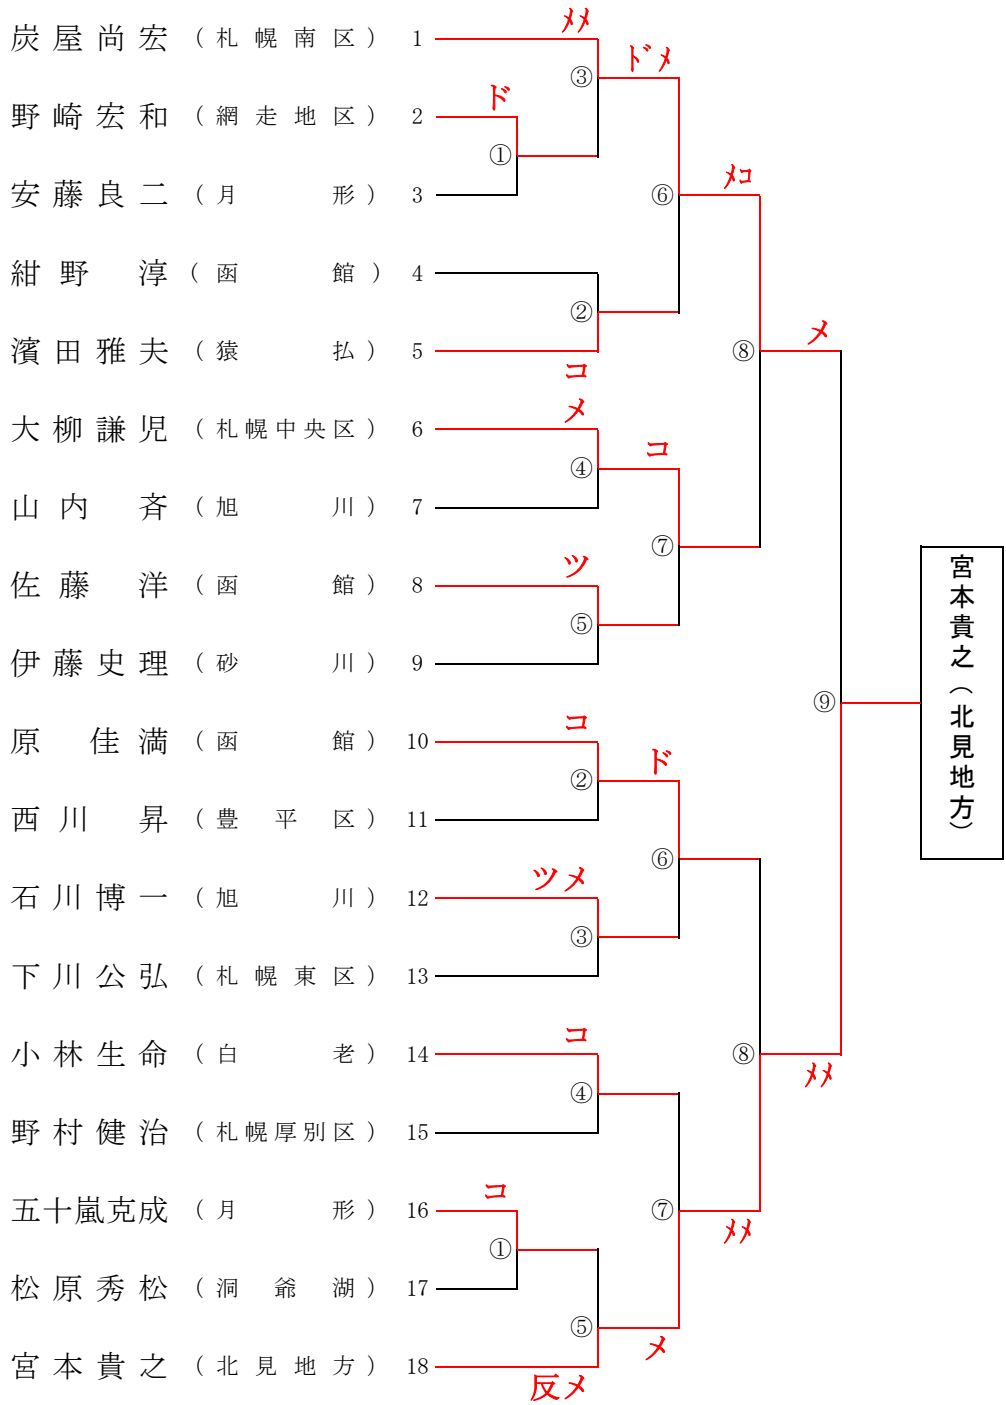 炭屋尚宏 （札幌南区） 1
メメ
③
ドメ
野崎宏和 （網走地区） 2
ド
①
安藤良二 （月形） 3
⑥
メコ
紺野淳 （函館） 4
②
濱田雅夫 （猿払） 5
コ
⑧
メ
大柳謙児 （札幌中央区） 6
メ
④
コ
山内斉 （旭川） 7
⑦
佐藤洋 （函館） 8
ツ
⑤
伊藤史理 （砂川） 9
⑨
宮本貴之（北見地方）
原佳満 （函館） 10
コ
②
ド
西川昇 （豊平区） 11
⑥
石川博一 （旭川） 12
ツメ
③
下川公弘 （札幌東区） 13
小林生命 （白老） 14
コ
④
⑧
メメ
野村健治 （札幌厚別区） 15
五十嵐克成 （月形） 16
コ
①
⑦
メメ
松原秀松 （洞爺湖） 17
⑤
メ
宮本貴之 （北見地方） 18
反メ